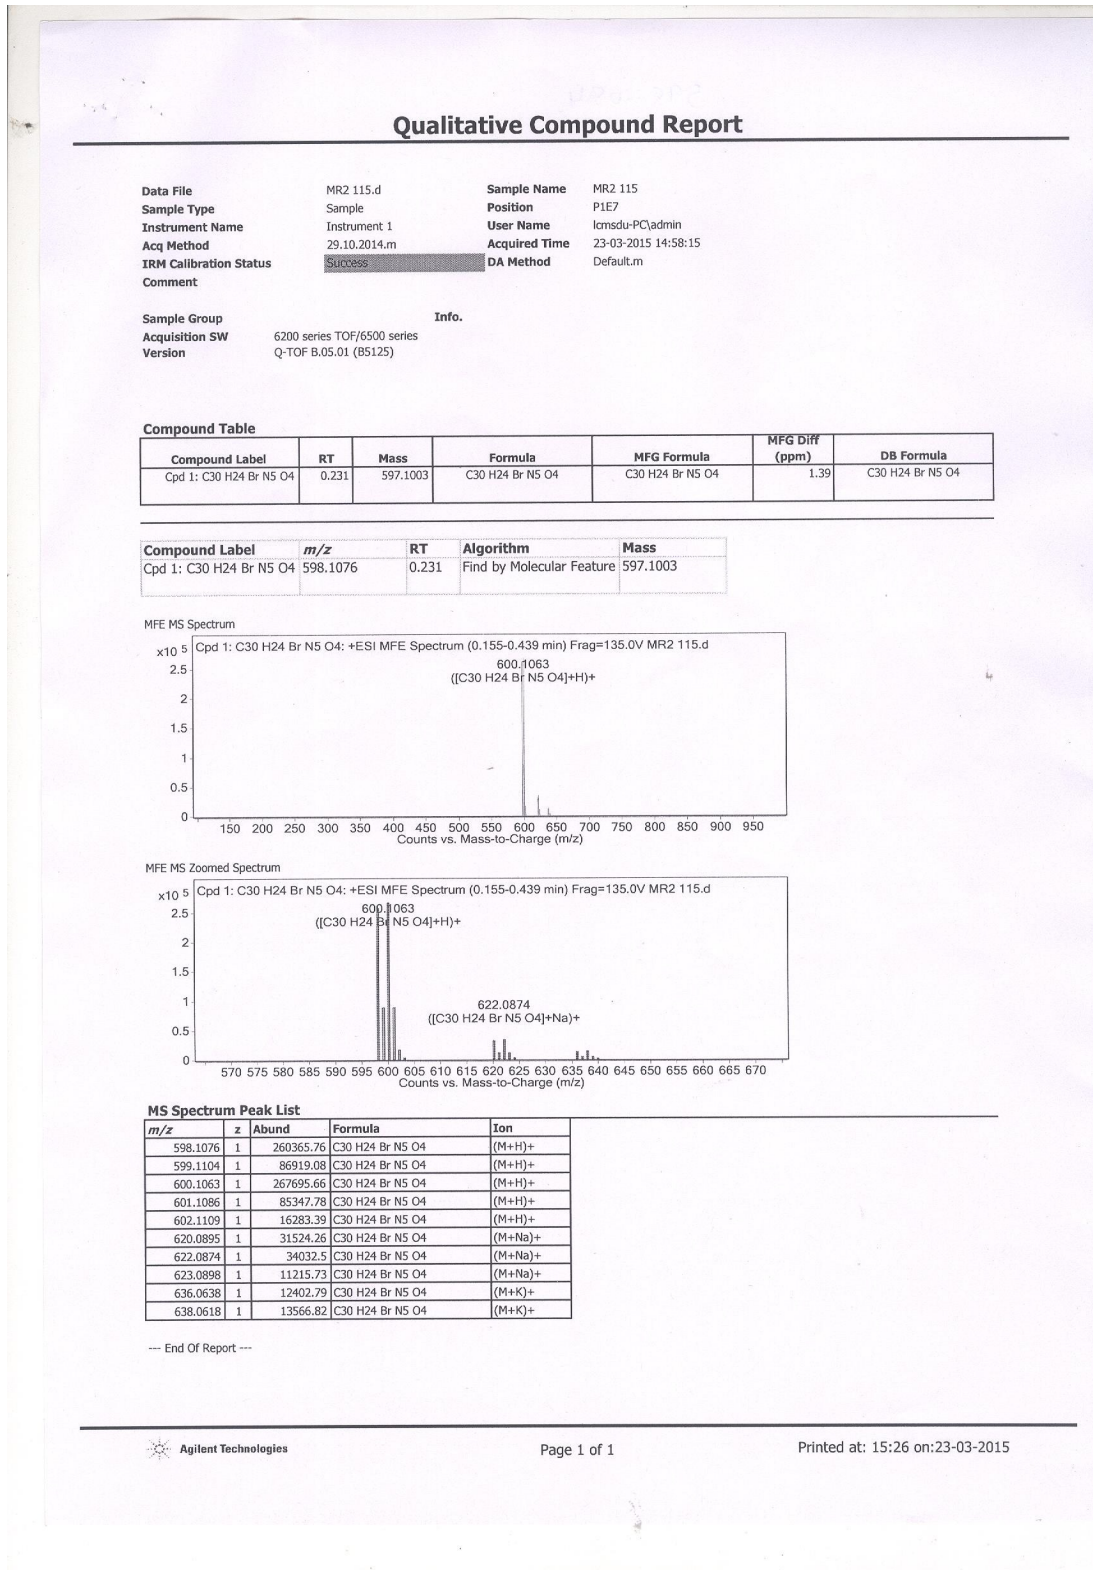 Qualitative Compound Report
Data File MR2 115.d Sample Name MR2 115
Sample Type Sample Position P1E7
Instrument Name Instrument 1 User Name lcmsdu-PC\admin
Acq Method 29.10.2014.m Acquired Time 23-03-2015 14:58:15
IRM Calibration Status Success DA Method Default.m
Comment
Sample Group Info.
Acquisition SW 6200 series TOF/6500 series
Version Q-TOF B.05.01 (B5125)
Compound Table
MFG Diff
Compound Label RT Mass Formula MFG Formula (ppm) DB Formula
Cpd 1: C30 H24 Br N5 O4 0.231 597.1003 C30 H24 Br N5 O4 C30 H24 Br N5 O4 1.39 C30 H24 Br N5 O4
Compound Label m/z RT Algorithm Mass
Cpd 1: C30 H24 Br N5 O4 598.1076 0.231 Find by Molecular Feature 597.1003
MFE MS Spectrum
x10 5 Cpd 1: C30 H24 Br N5 O4: +ESI MFE Spectrum (0.155-0.439 min) Frag=135.0V MR2 115.d
600.1063
2.5
([C30 H24 Br N5 O4]+H)+
2
1.5
1
0.5
0
150 200 250 300 350 400 450 500 550 600 650 700 750 800 850 900 950
Counts vs. Mass-to-Charge (m/z)
MFE MS Zoomed Spectrum
x10 5 Cpd 1: C30 H24 Br N5 O4: +ESI MFE Spectrum (0.155-0.439 min) Frag=135.0V MR2 115.d
600.1063
2.5
([C30 H24 Br N5 O4]+H)+
2
1.5
1
622.0874
([C30 H24 Br N5 O4]+Na)+
0.5
0
570 575 580 585 590 595 600 605 610 615 620 625 630 635 640 645 650 655 660 665 670
Counts vs. Mass-to-Charge (m/z)
MS Spectrum Peak List
m/z z Abund Formula Ion
598.1076 1 260365.76 C30 H24 Br N5 O4 (M+H)+
599.1104 1 86919.08 C30 H24 Br N5 O4 (M+H)+
600.1063 1 267695.66 C30 H24 Br N5 O4 (M+H)+
601.1086 1 85347.78 C30 H24 Br N5 O4 (M+H)+
602.1109 1 16283.39 C30 H24 Br N5 O4 (M+H)+
620.0895 1 31524.26 C30 H24 Br N5 O4 (M+Na)+
622.0874 1 34032.5 C30 H24 Br N5 O4 (M+Na)+
623.0898 1 11215.73 C30 H24 Br N5 O4 (M+Na)+
636.0638 1 12402.79 C30 H24 Br N5 O4 (M+K)+
638.0618 1 13566.82 C30 H24 Br N5 O4 (M+K)+
--- End Of Report ---
Agilent Technologies Page 1 of 1 Printed at: 15:26 on:23-03-2015